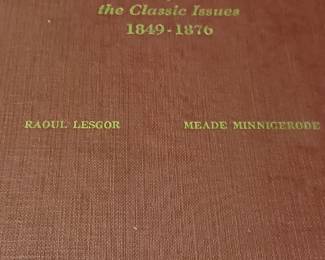 the Classic Issues
1849-1876
RAOUL LESGOR MEADE MINNIGERODE